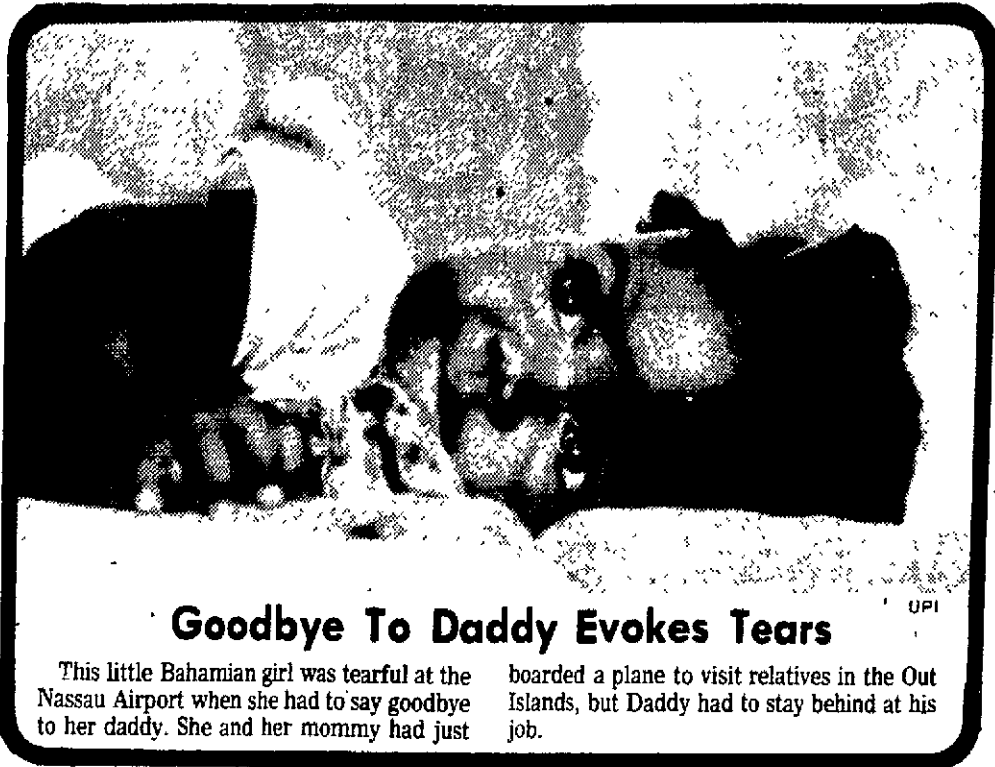 UPI
Goodbye To Daddy Evokes Tears
This little Bahamian girl was tearful at the
Nassau Airport when she had to say goodbye
to her daddy. She and her mommy had just
boarded a plane to visit relatives in the Out
Islands, but Daddy had to stay behind at his
job.